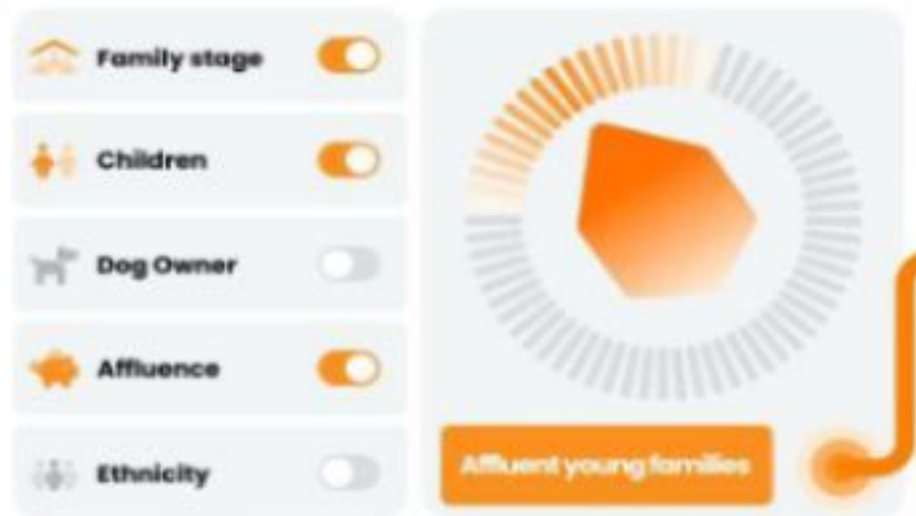 Family stage
Children
Dog Owner
Affluence
Ethnicity
Affluent young families